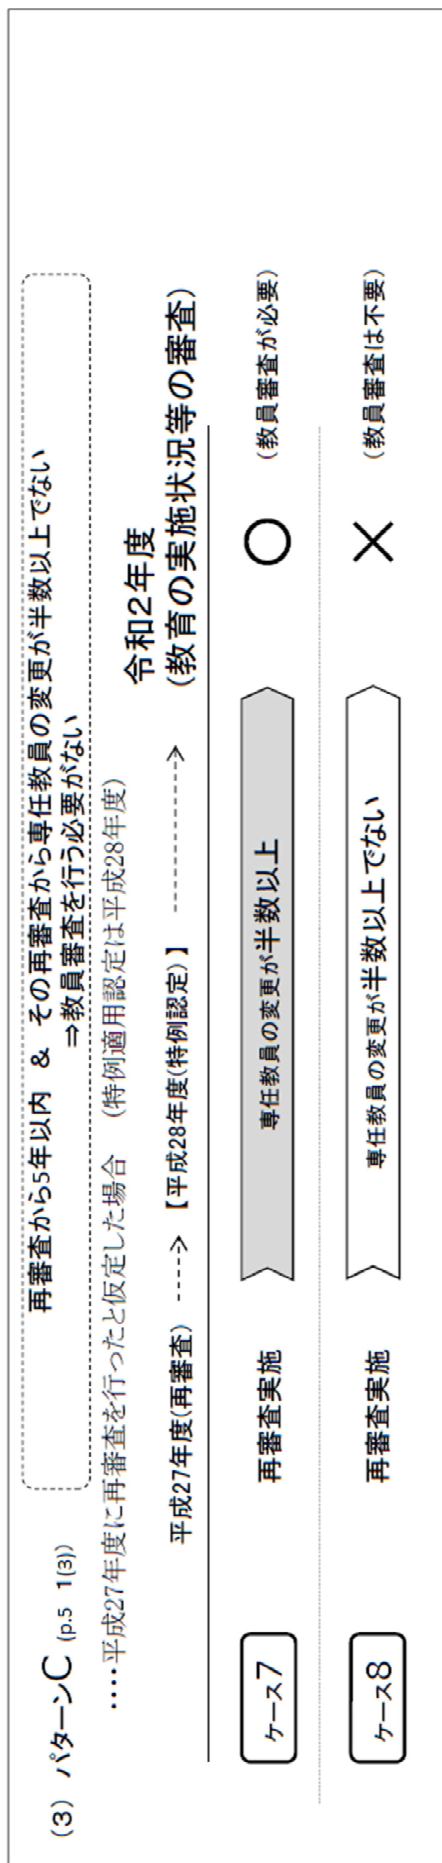 (3) パターンC (p.5 1(3))
再審査から5年以内 & その再審査から専任教員の変更が半数以上でない
⇒教員審査を行う必要がない
‥‥平成27年度に再審査を行ったと仮定した場合 (特例適用認定は平成28年度)
令和2年度
平成27年度(再審査) ----> 【平成28年度(特例認定)】 --------> (教育の実施状況等の審査)
ケース7 再審査実施 専任教員の変更が半数以上 ○ (教員審査が必要)
ケース8 再審査実施 専任教員の変更が半数以上でない × (教員審査は不要)